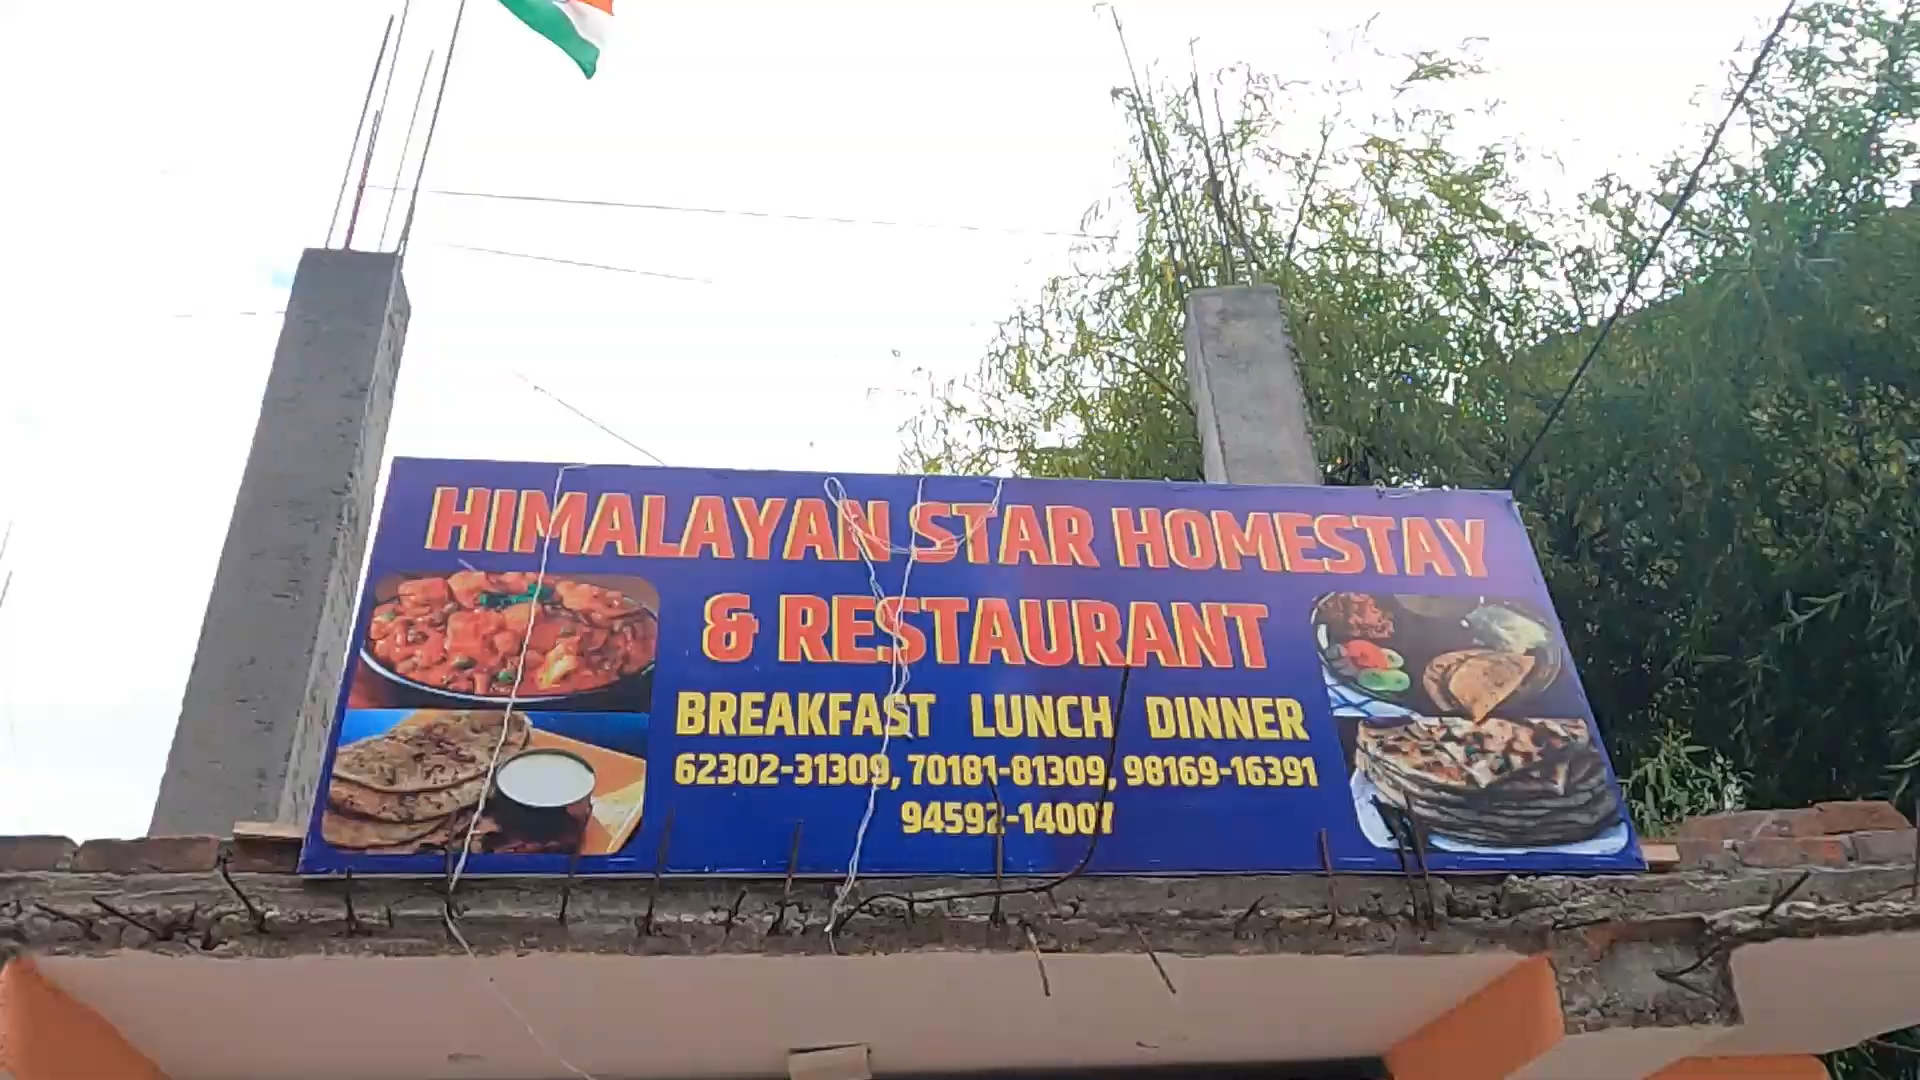 HIMALAYAN STAR HOMESTAY
& RESTAURANT
BREAKFAST LUNCH DINNER
62302-31309, 70181-81309, 98169-16391
94592-14007